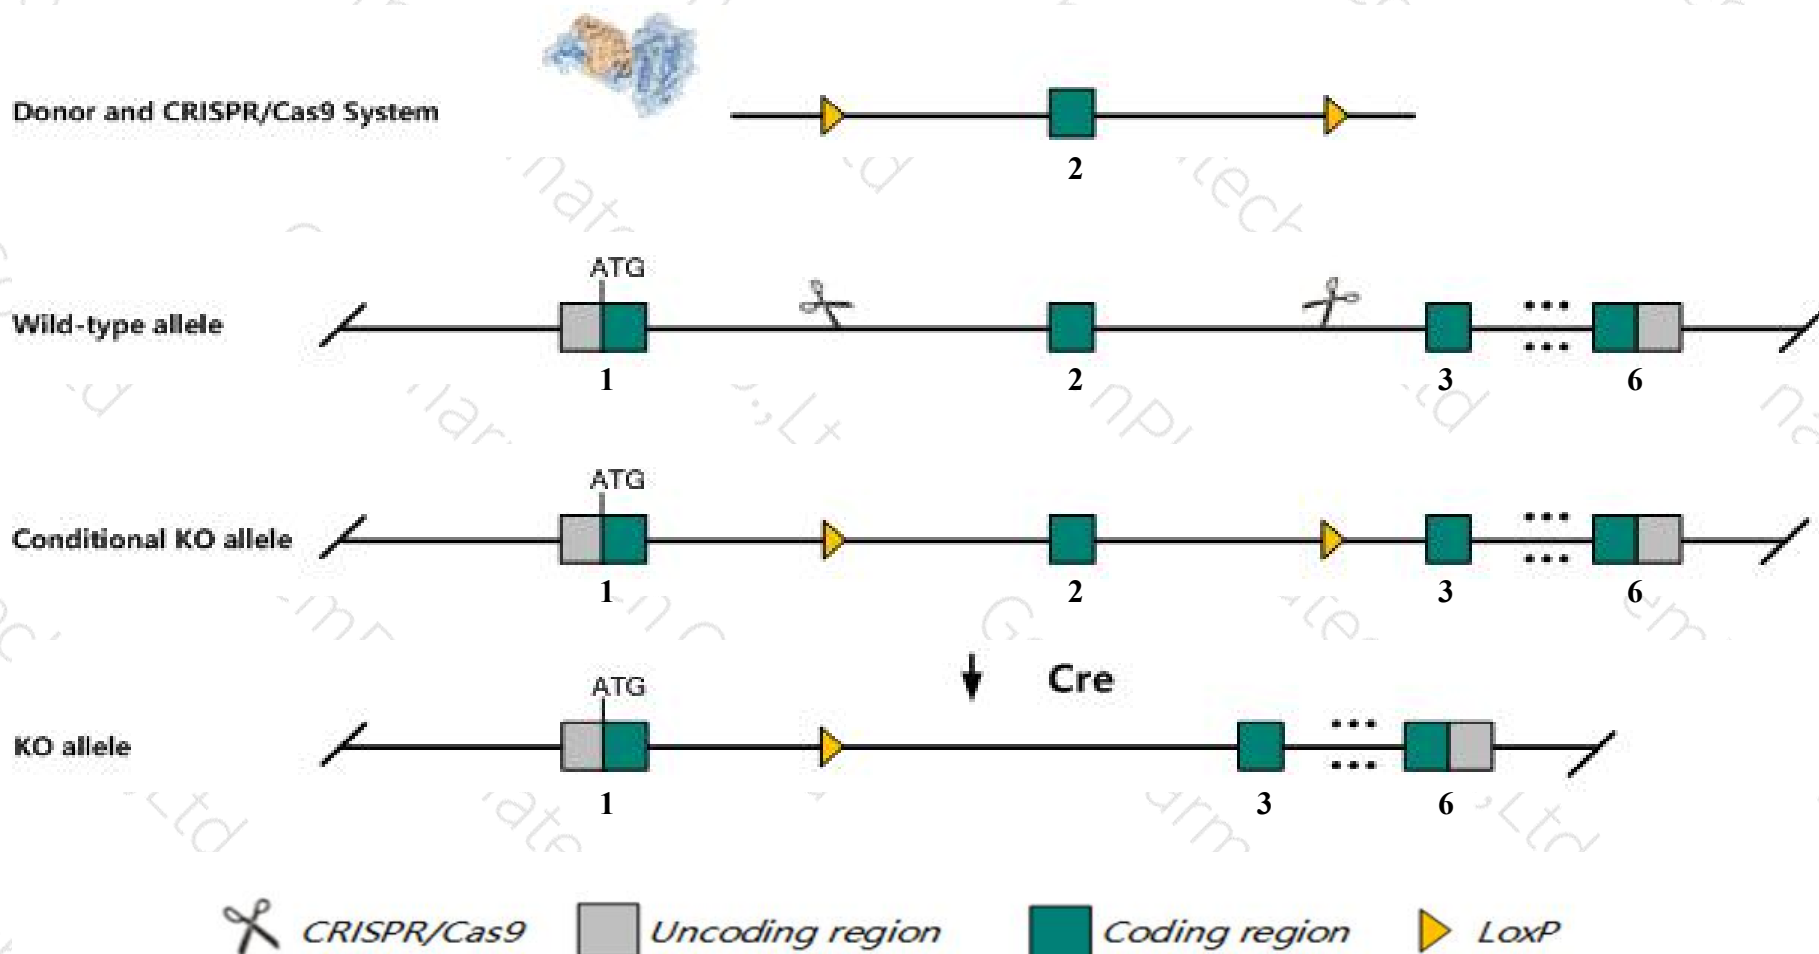 Donor and CRISPR/Cas9 System
2
ATG
Wild-type allele
1 2 3 6
ATG
Conditional KO allele
1 2 3 6
Cre
ATG
KO allele
1 3 6
CRISPR/Cas9 Uncoding region Coding region LoxP